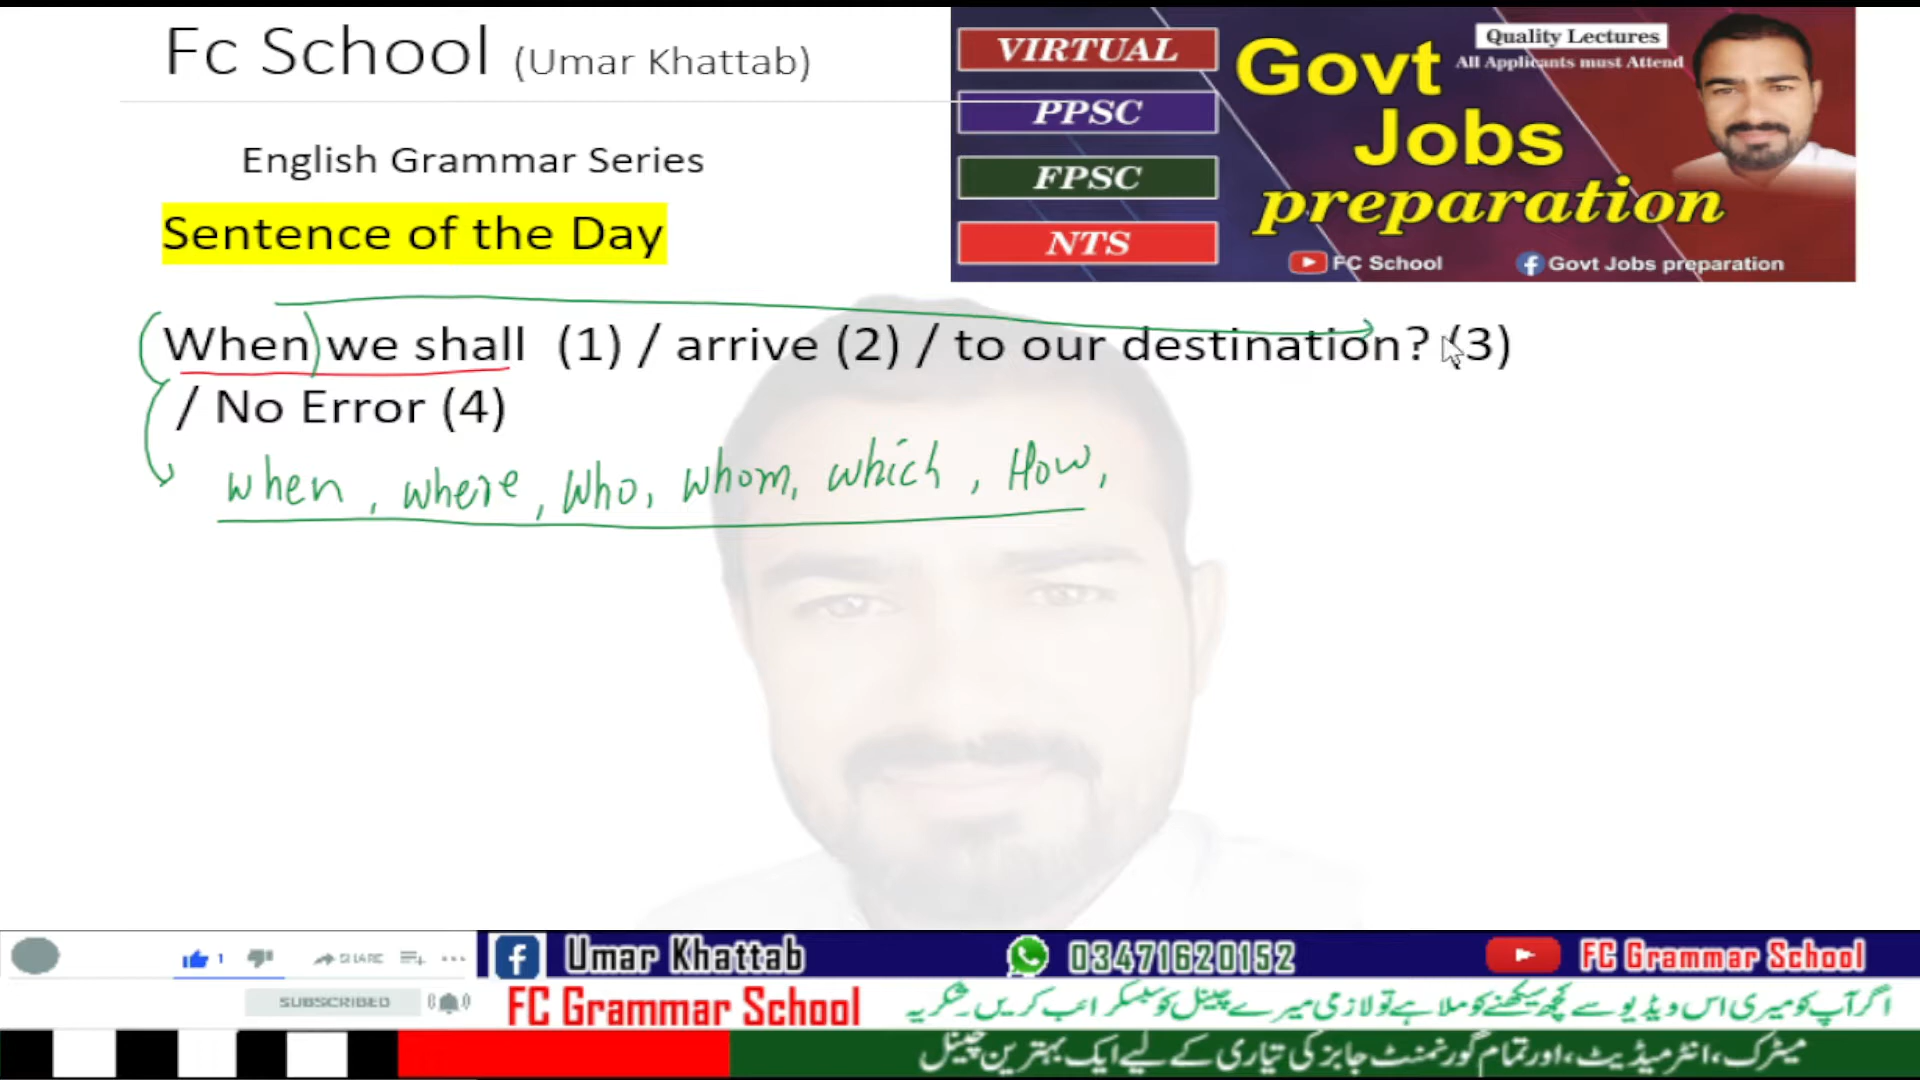 Fc School (Umar Khattab)
VIRTUAL
PPSC
FPSC
NTS
Quality Lectures
All Applicants must Attend
Govt
Jobs
preparation
FC School
Govt Jobs preparation
English Grammar Series
Sentence of the Day
When we shall (1) / arrive (2) / to our destination? (3)
/ No Error (4)
when, where, who, whom, which, How,
1
SHARE
SUBSCRIBED
Umar Khattab
03471620152
FC Grammar School
FC Grammar School
اگر آپ کو میری اس ویڈیو سے کچھ سیکھنے کو ملا ہے تو لازمی میرے چینل کو سبسکرائب کریں۔ شکریہ
میٹرک، انٹرمیڈیٹ، اور تمام گورنمنٹ جابز کی تیاری کے لیے ایک بہترین چینل